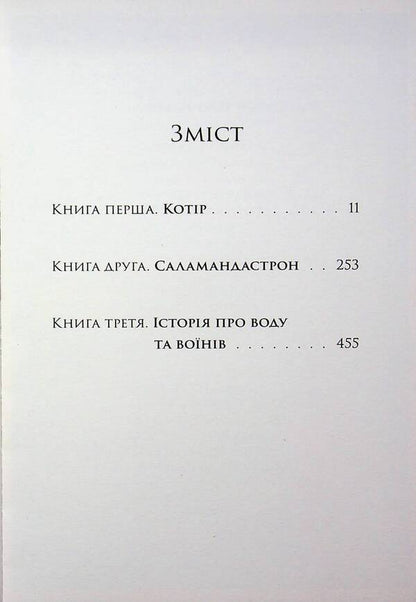 Зміст
Книга перша. Котір . . . . . . . . . . . 11
Книга друга. Саламандастрон . . 253
Книга третя. Історія про воду
та воїнів . . . . . . . . 455